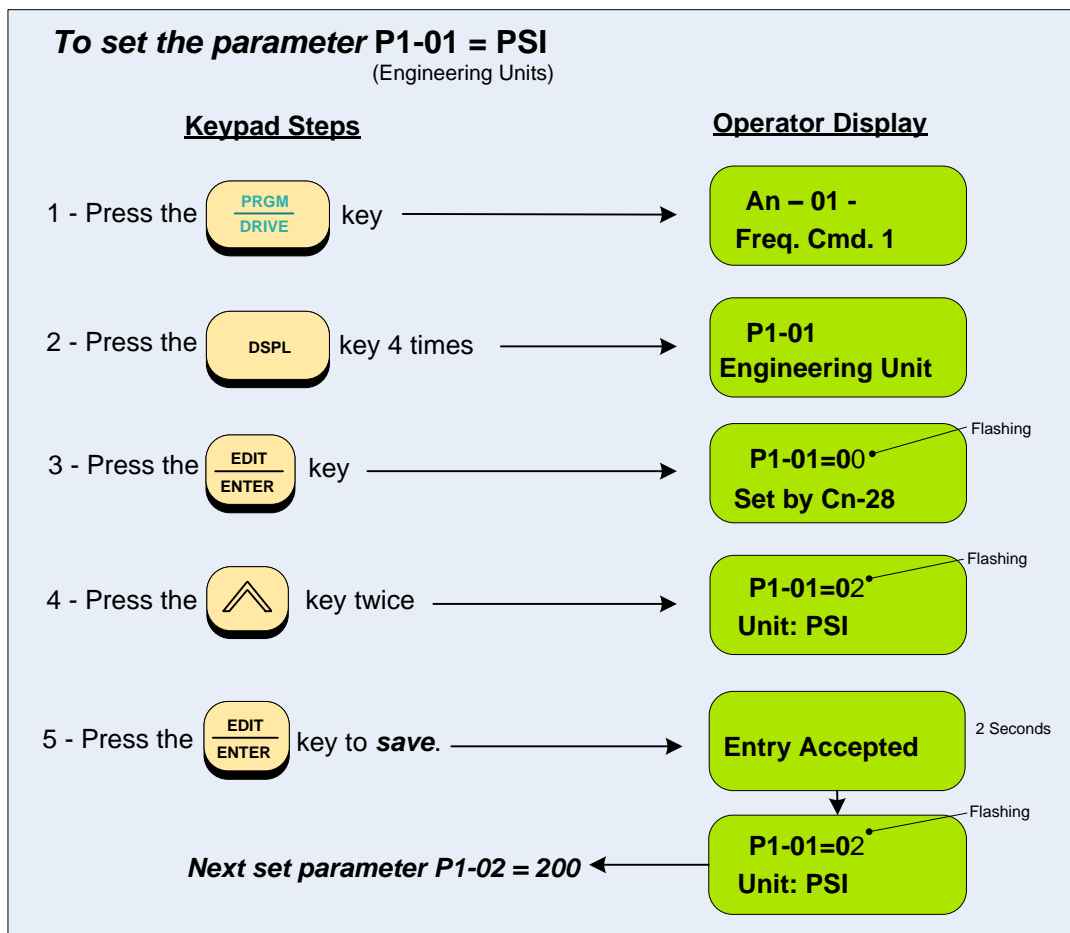 To set the parameter P1-01 = PSI
(Engineering Units)
Keypad Steps
Operator Display
1 - Press the PRGM DRIVE key
An – 01 -
Freq. Cmd. 1
2 - Press the DSPL key 4 times
P1-01
Engineering Unit
3 - Press the EDIT ENTER key
Flashing
P1-01=00
Set by Cn-28
4 - Press the key twice
Flashing
P1-01=02
Unit: PSI
5 - Press the EDIT ENTER key to save.
Entry Accepted
2 Seconds
Flashing
P1-01=02
Unit: PSI
Next set parameter P1-02 = 200